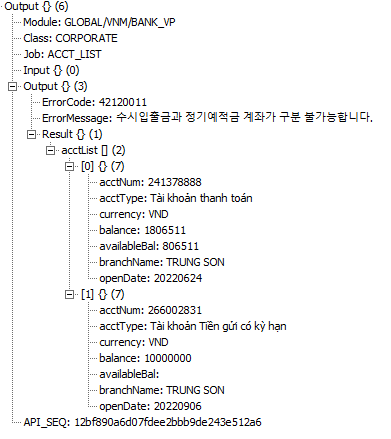 Output {} (6)
Module: GLOBAL/VNM/BANK_VP
Class: CORPORATE
Job: ACCT_LIST
Input {} (0)
Output {} (3)
ErrorCode: 42120011
ErrorMessage: 수시입출금과 정기예적금 계좌가 구분 불가능합니다.
Result {} (1)
acctList [] (2)
[0] {} (7)
acctNum: 241378888
acctType: Tài khoản thanh toán
currency: VND
balance: 1806511
availableBal: 806511
branchName: TRUNG SON
openDate: 20220624
[1] {} (7)
acctNum: 266002831
acctType: Tài khoản Tiền gửi có kỳ hạn
currency: VND
balance: 10000000
availableBal:
branchName: TRUNG SON
openDate: 20220906
API_SEQ: 12bf890a6d07fdee2bbb9de243e512a6